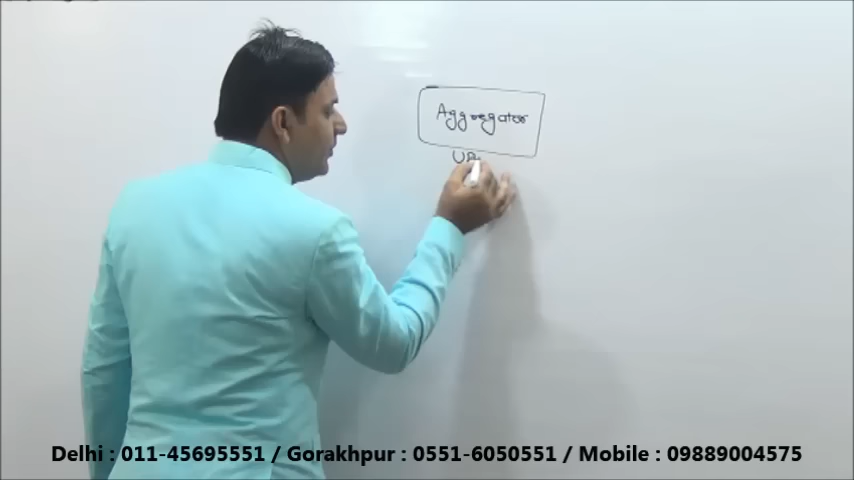 Aggregator
Delhi : 011-45695551 / Gorakhpur : 0551-6050551 / Mobile : 09889004575